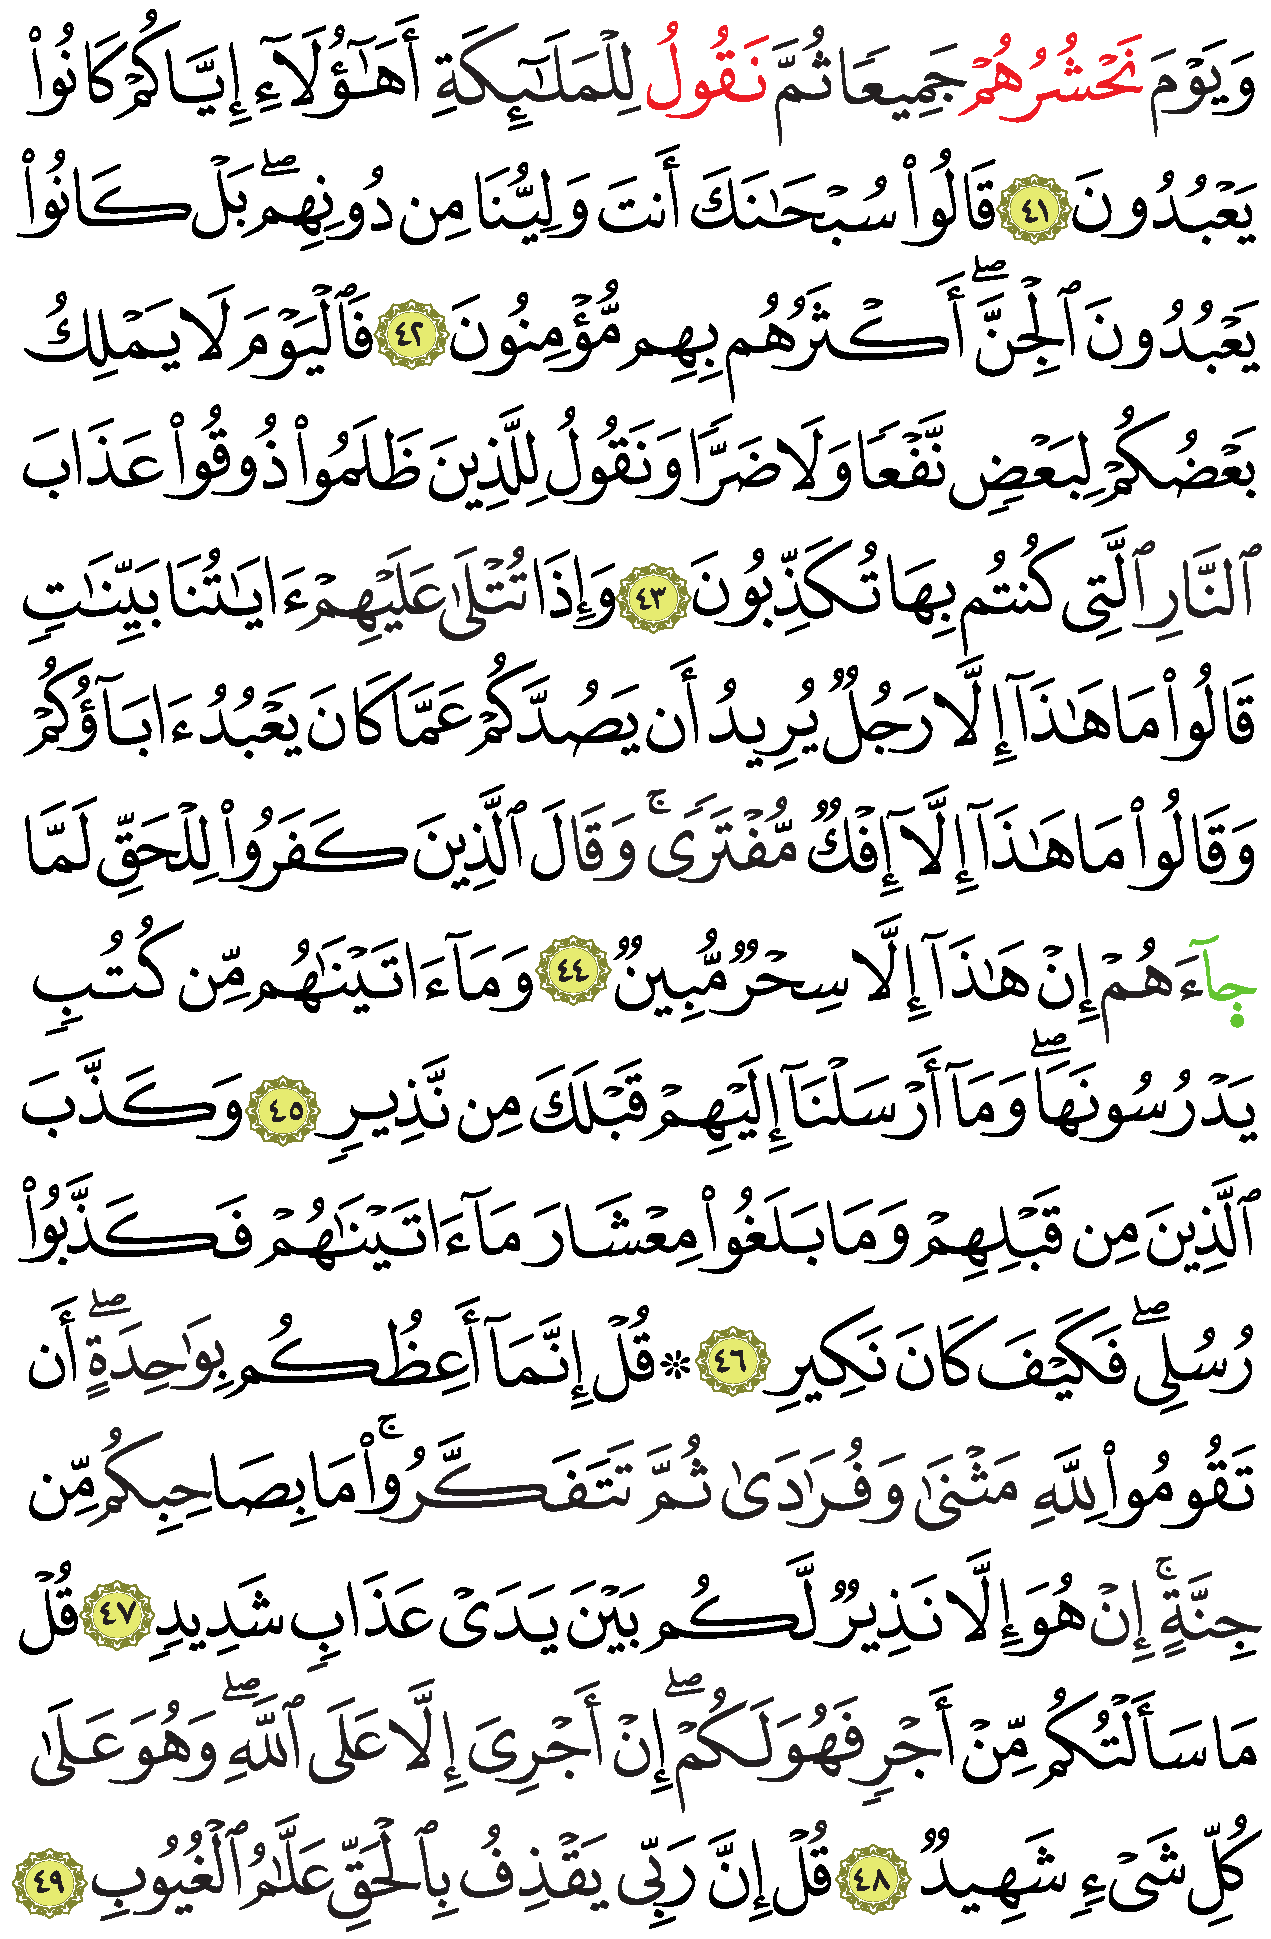 وَيَوْمَ نَحْشُرُهُمْ جَمِيعًا ثُمَّ نَقُولُ لِلْمَلَـٰٓئِكَةِ أَهَـٰٓؤُلَآءِ إِيَّاكُمْ كَانُوا۟
يَعْبُدُونَ ٤١ قَالُوا۟ سُبْحَـٰنَكَ أَنتَ وَلِيُّنَا مِن دُونِهِم ۖ بَلْ كَانُوا۟
يَعْبُدُونَ ٱلْجِنَّ ۖ أَكْثَرُهُم بِهِم مُّؤْمِنُونَ ٤٢ فَٱلْيَوْمَ لَا يَمْلِكُ
بَعْضُكُمْ لِبَعْضٍ نَّفْعًا وَلَا ضَرًّا وَنَقُولُ لِلَّذِينَ ظَلَمُوا۟ ذُوقُوا۟ عَذَابَ
ٱلنَّارِ ٱلَّتِى كُنتُم بِهَا تُكَذِّبُونَ ٤٣ وَإِذَا تُتْلَىٰ عَلَيْهِمْ ءَايَـٰتُنَا بَيِّنَـٰتٍ
قَالُوا۟ مَا هَـٰذَآ إِلَّا رَجُلٌ يُرِيدُ أَن يَصُدَّكُمْ عَمَّا كَانَ يَعْبُدُ ءَابَآؤُكُمْ
وَقَالُوا۟ مَا هَـٰذَآ إِلَّآ إِفْكٌ مُّفْتَرًى ۚ وَقَالَ ٱلَّذِينَ كَفَرُوا۟ لِلْحَقِّ لَمَّا
جَآءَهُمْ إِنْ هَـٰذَآ إِلَّا سِحْرٌ مُّبِينٌ ٤٤ وَمَآ ءَاتَيْنَـٰهُم مِّن كُتُبٍ
يَدْرُسُونَهَا ۖ وَمَآ أَرْسَلْنَآ إِلَيْهِمْ قَبْلَكَ مِن نَّذِيرٍ ٤٥ وَكَذَّبَ
ٱلَّذِينَ مِن قَبْلِهِمْ وَمَا بَلَغُوا۟ مِعْشَارَ مَآ ءَاتَيْنَـٰهُمْ فَكَذَّبُوا۟
رُسُلِى ۖ فَكَيْفَ كَانَ نَكِيرِ ٤٦ ۞ قُلْ إِنَّمَآ أَعِظُكُم بِوَٰحِدَةٍ ۖ أَن
تَقُومُوا۟ لِلَّهِ مَثْنَىٰ وَفُرَٰدَىٰ ثُمَّ تَتَفَكَّرُوا۟ ۚ مَا بِصَاحِبِكُم مِّن
جِنَّةٍ ۚ إِنْ هُوَ إِلَّا نَذِيرٌ لَّكُم بَيْنَ يَدَىْ عَذَابٍ شَدِيدٍ ٤٧ قُلْ
مَا سَأَلْتُكُم مِّنْ أَجْرٍ فَهُوَ لَكُمْ ۖ إِنْ أَجْرِىَ إِلَّا عَلَى ٱللَّهِ ۖ وَهُوَ عَلَىٰ
كُلِّ شَىْءٍ شَهِيدٌ ٤٨ قُلْ إِنَّ رَبِّى يَقْذِفُ بِٱلْحَقِّ عَلَّـٰمُ ٱلْغُيُوبِ ٤٩